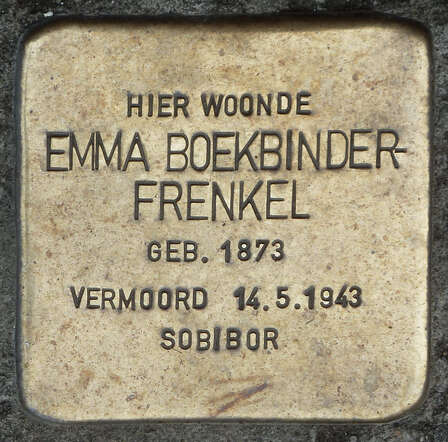 HIER WOONDE
EMMA BOEKBINDER-
FRENKEL
GEB. 1873
VERMOORD 14.5.1943
SOBIBOR